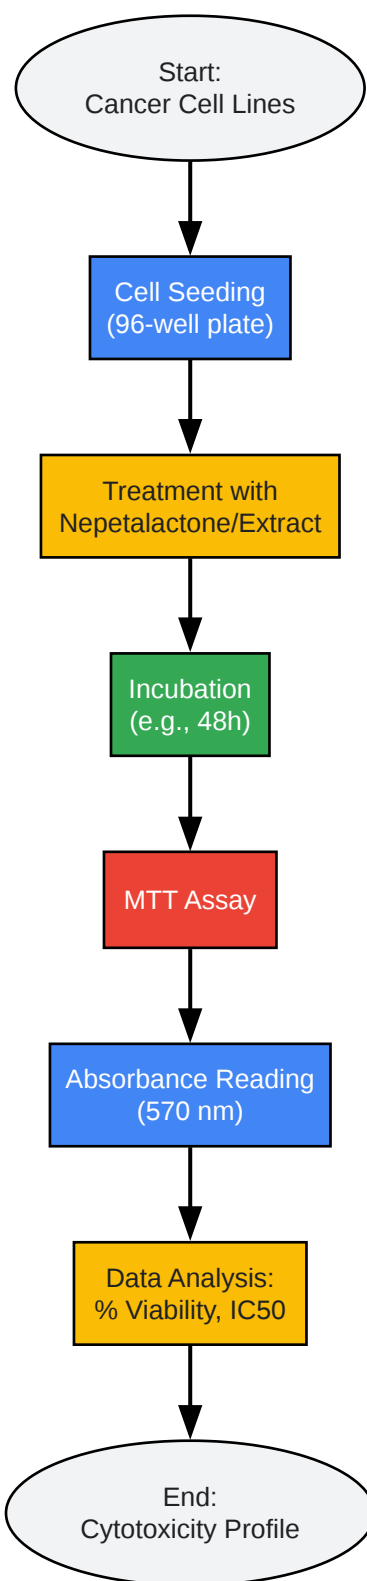 Start:
Cancer Cell Lines
Cell Seeding
(96-well plate)
Treatment with
Nepetalactone/Extract
Incubation
(e.g., 48h)
MTT Assay
Absorbance Reading
(570 nm)
Data Analysis:
% Viability, IC50
End:
Cytotoxicity Profile